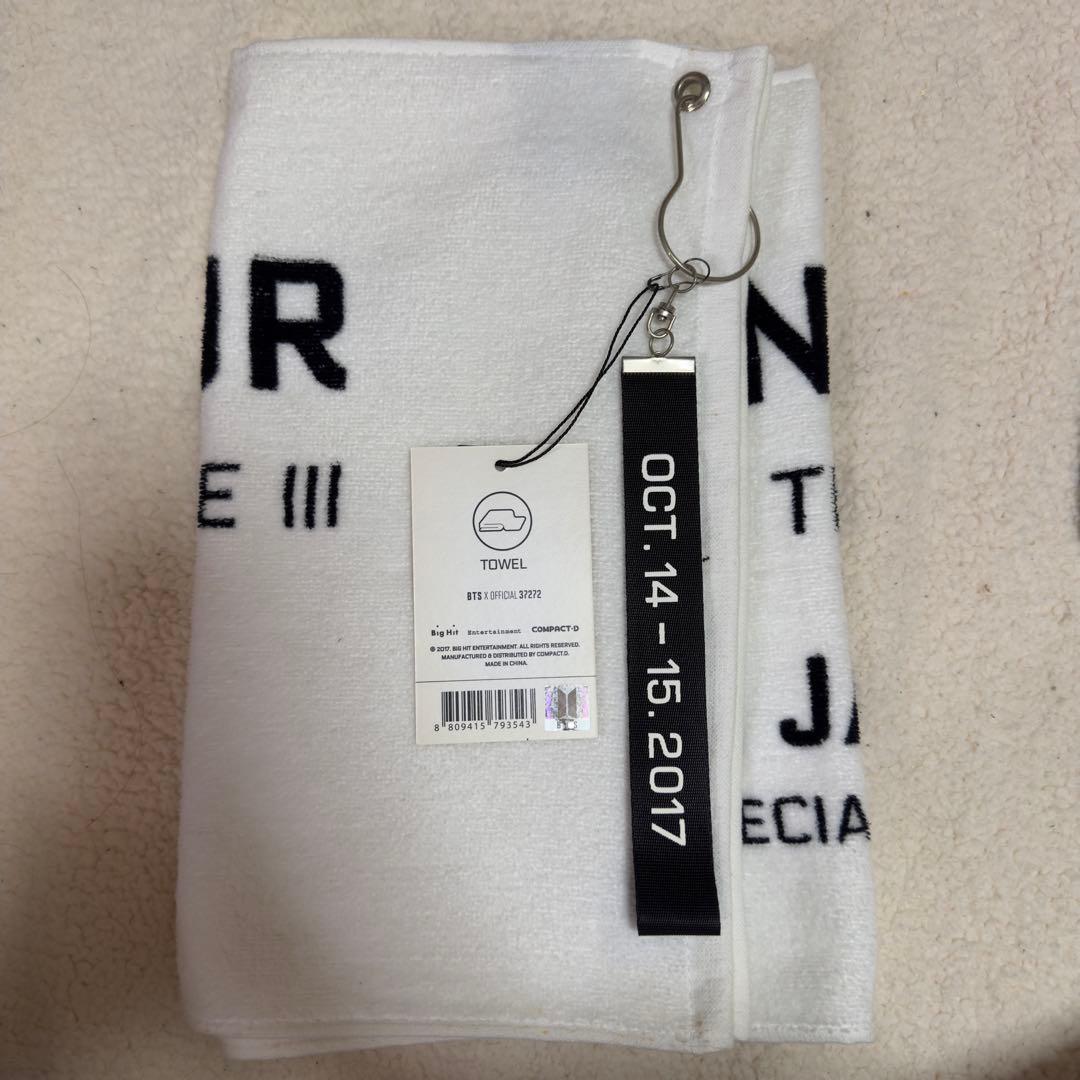 UR
E III
TOWEL
BTS X OFFICIAL 37272
Big Hit Entertainment COMPACT·D
© 2017. BIG HIT ENTERTAINMENT. ALL RIGHTS RESERVED.
MANUFACTURED & DISTRIBUTED BY COMPACT.D.
MADE IN CHINA.
8 809415 793543
BTS
OCT. 14 – 15. 2017
N
T
JA
ECIA